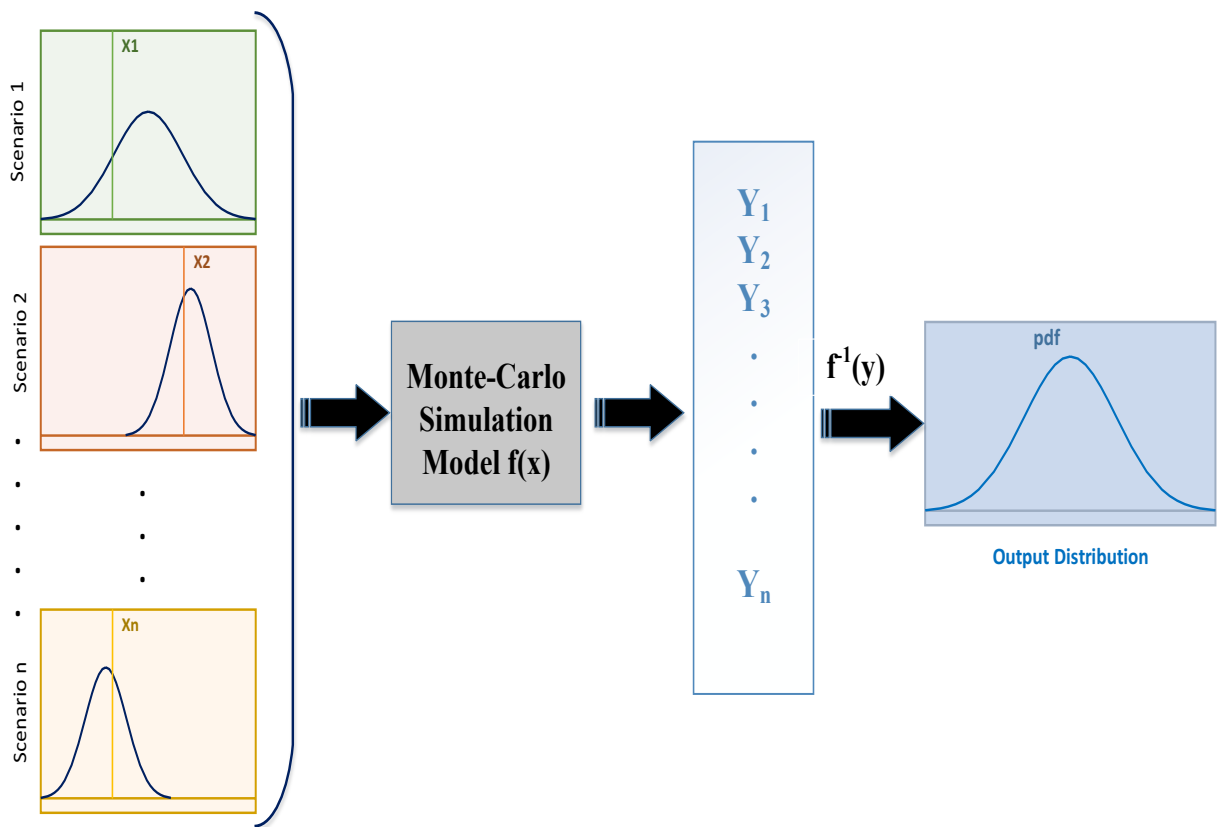 Scenario 1
X1
Scenario 2
X2
Scenario n
Xn
Monte-Carlo
Simulation
Model f(x)
Y₁
Y₂
Y₃
Yₙ
f⁻¹(y)
pdf
Output Distribution